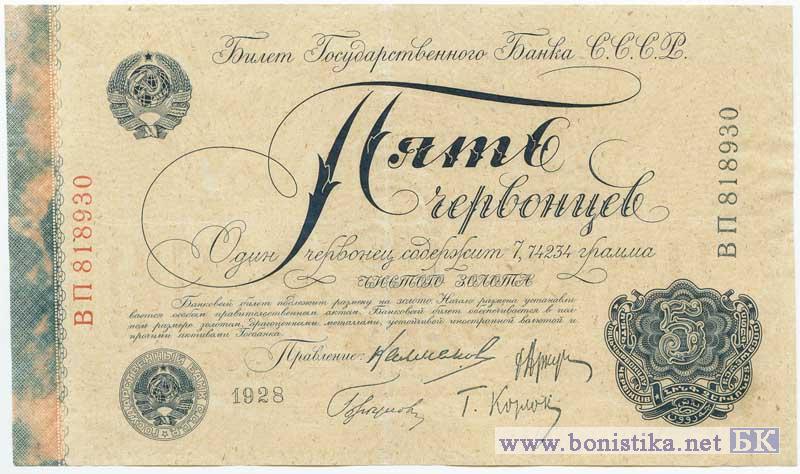 Билет Государственного Банка С.С.С.Р.
Пять
червонцев
Один червонец содержит 7,74234 грамма
чистого золота
Банковый билет подлежит размену на золото. Начало размена устанавли-
вается особым правительственным актом. Банковый билет обеспечивается в пол-
ном размере золотом, драгоценными металлами, устойчивой иностранной валютой и
прочими активами Госбанка.
Правление:
1928
ВП 818930
ВП 818930
5
ЧЕРВОНЦЕВ
www.bonistika.net БК